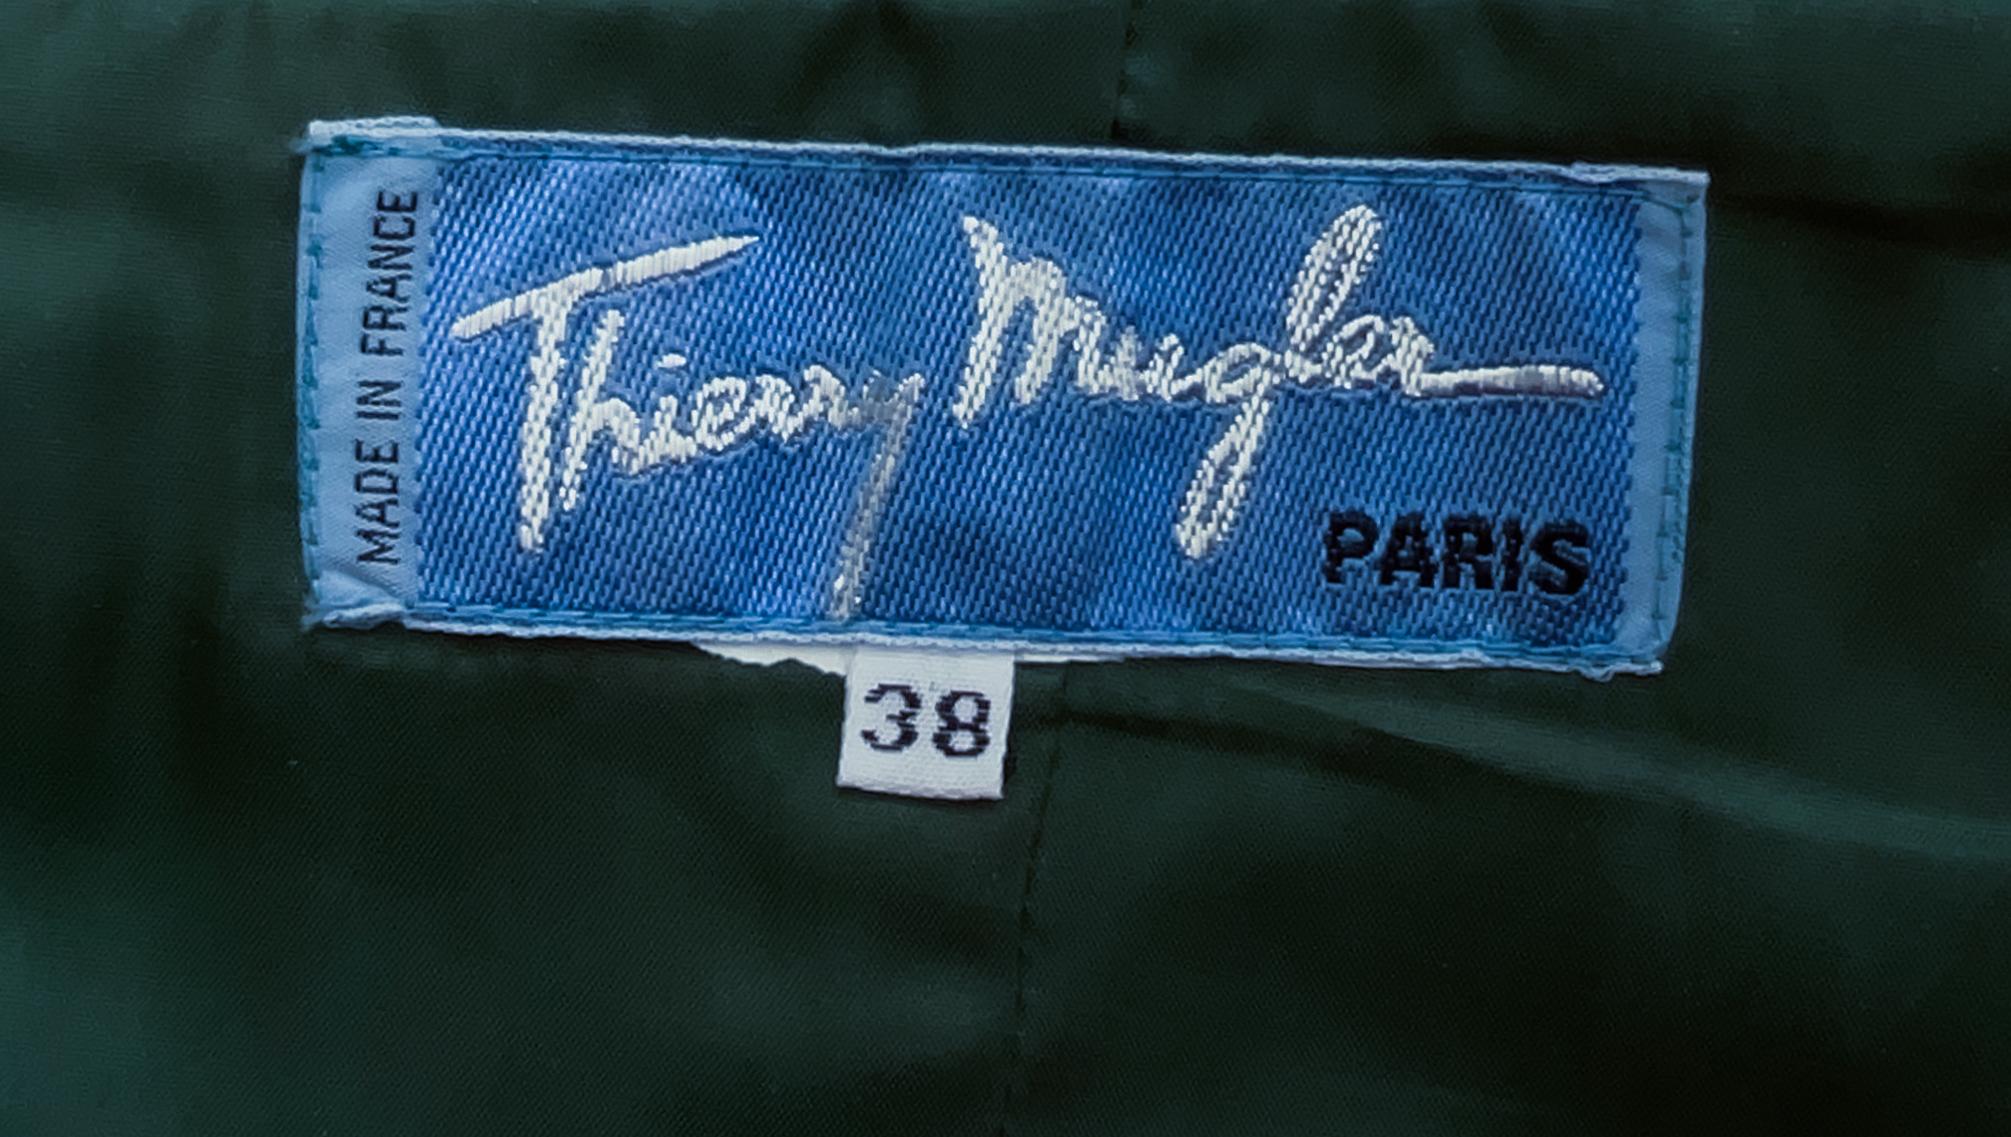 MADE IN FRANCE
Thierry Mugler
PARIS
38